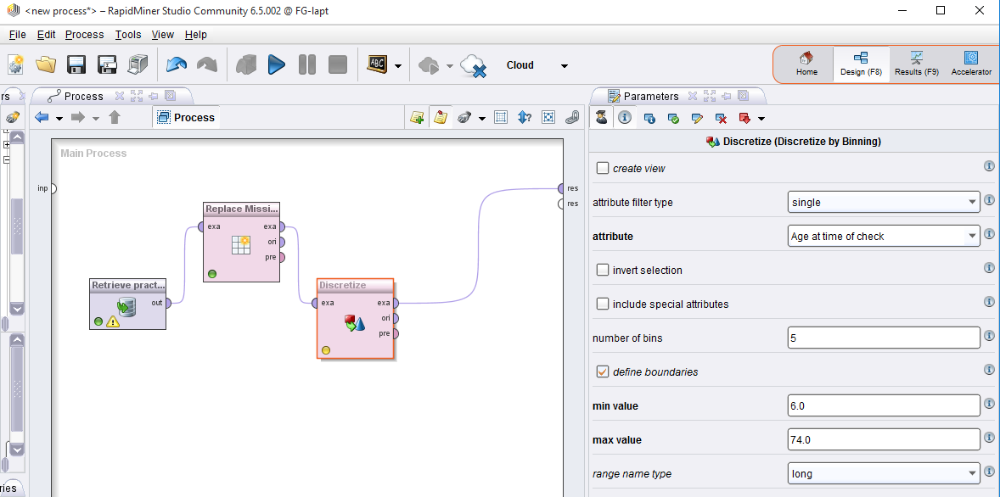 <new process*> – RapidMiner Studio Community 6.5.002 @ FG-lapt
File Edit Process Tools View Help
ABC
Cloud
Home
Design (F8)
Results (F9)
Accelerator
rs
Process
Parameters
Process
Main Process
inp
res
res
Replace Missi...
exa
exa
ori
pre
Retrieve pract...
out
Discretize
exa
exa
ori
pre
ries
Discretize (Discretize by Binning)
create view
attribute filter type single
attribute Age at time of check
invert selection
include special attributes
number of bins 5
define boundaries
min value 6.0
max value 74.0
range name type long